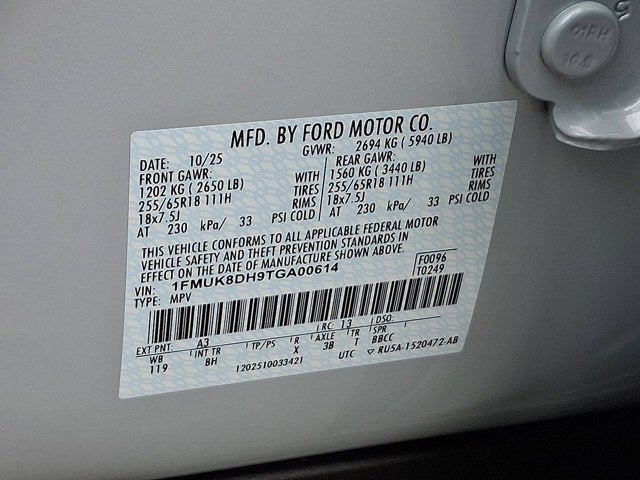 MFD. BY FORD MOTOR CO.
DATE: 10/25 GVWR: 2694 KG ( 5940 LB)
FRONT GAWR: REAR GAWR:
1202 KG ( 2650 LB) WITH 1560 KG ( 3440 LB) WITH
255/65R18 111H TIRES 255/65R18 111H TIRES
18x7.5J RIMS 18x7.5J RIMS
AT 230 kPa/ 33 PSI COLD AT 230 kPa/ 33 PSI COLD
THIS VEHICLE CONFORMS TO ALL APPLICABLE FEDERAL MOTOR
VEHICLE SAFETY AND THEFT PREVENTION STANDARDS IN
EFFECT ON THE DATE OF MANUFACTURE SHOWN ABOVE.
VIN: 1FMUK8DH9TGA00614 F0096
TYPE: MPV T0249
EXT PNT: A3 RC: 13 DSO:
WB INT TR TP/PS R AXLE TR SPR
119 BH X 3B T BBCC
1202510033421 UTC ▽ RU5A-1520472-AB